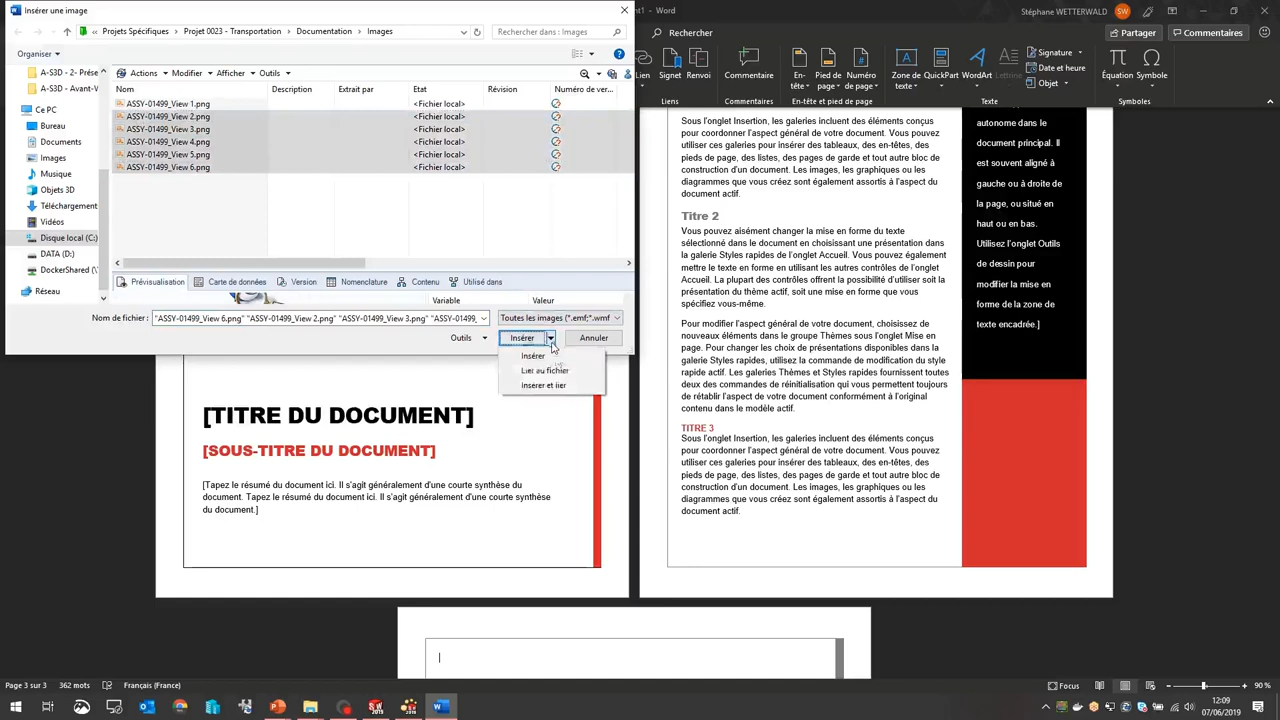 Insérer une image
nt1 - Word
Stéphane WETTERWALD
SW
Projets Spécifiques > Projet 0023 - Transportation > Documentation > Images
Rechercher dans : Images
Rechercher
Partager
Commentaires
Organiser
Actions
Modifier
Afficher
Outils
A-S3D - 2- Prése
A-S3D - Avant-V
Ce PC
Bureau
Documents
Images
Musique
Objets 3D
Téléchargement
Vidéos
Disque local (C:)
DATA (D:)
DockerShared (\\
Réseau
Nom
Description
Extrait par
Etat
Révision
Numéro de ver...
ASSY-01499_View 1.png <Fichier local>
ASSY-01499_View 2.png <Fichier local>
ASSY-01499_View 3.png <Fichier local>
ASSY-01499_View 4.png <Fichier local>
ASSY-01499_View 5.png <Fichier local>
ASSY-01499_View 6.png <Fichier local>
Prévisualisation
Carte de données
Version
Nomenclature
Contenu
Utilisé dans
Variable
Valeur
Nom de fichier :
"ASSY-01499_View 6.png" "ASSY-01499_View 2.png" "ASSY-01499_View 3.png" "ASSY-01499_
Toutes les images (*.emf;*.wmf
Outils
Insérer
Annuler
Insérer
Lier au fichier
Insérer et lier
Lien
Signet
Renvoi
Liens
Commentaire
Commentaires
En-
tête
Pied de
page
Numéro
de page
En-tête et pied de page
Zone de
texte
QuickPart
WordArt
Lettrine
Signature
Date et heure
Objet
Texte
Équation
Symbole
Symboles
[TITRE DU DOCUMENT]
[SOUS-TITRE DU DOCUMENT]
[Tapez le résumé du document ici. Il s'agit généralement d'une courte synthèse du
document. Tapez le résumé du document ici. Il s'agit généralement d'une courte synthèse
du document.]
Sous l'onglet Insertion, les galeries incluent des éléments conçus
pour coordonner l'aspect général de votre document. Vous pouvez
utiliser ces galeries pour insérer des tableaux, des en-têtes, des
pieds de page, des listes, des pages de garde et tout autre bloc de
construction d'un document. Les images, les graphiques ou les
diagrammes que vous créez sont également assortis à l'aspect du
document actif.
Titre 2
Vous pouvez aisément changer la mise en forme du texte
sélectionné dans le document en choisissant une présentation dans
la galerie Styles rapides de l'onglet Accueil. Vous pouvez également
mettre le texte en forme en utilisant les autres contrôles de l'onglet
Accueil. La plupart des contrôles offrent la possibilité d'utiliser soit la
présentation du thème actif, soit une mise en forme que vous
spécifiez vous-même.
Pour modifier l'aspect général de votre document, choisissez de
nouveaux éléments dans le groupe Thèmes sous l'onglet Mise en
page. Pour changer les choix de présentations disponibles dans la
galerie Styles rapides, utilisez la commande de modification du style
rapide actif. Les galeries Thèmes et Styles rapides fournissent toutes
deux des commandes de réinitialisation qui vous permettent toujours
de rétablir l'aspect de votre document conformément à l'original
contenu dans le modèle actif.
TITRE 3
Sous l'onglet Insertion, les galeries incluent des éléments conçus
pour coordonner l'aspect général de votre document. Vous pouvez
utiliser ces galeries pour insérer des tableaux, des en-têtes, des
pieds de page, des listes, des pages de garde et tout autre bloc de
construction d'un document. Les images, les graphiques ou les
diagrammes que vous créez sont également assortis à l'aspect du
document actif.
autonome dans le
document principal. Il
est souvent aligné à
gauche ou à droite de
la page, ou situé en
haut ou en bas.
Utilisez l'onglet Outils
de dessin pour
modifier la mise en
forme de la zone de
texte encadrée.]
Page 3 sur 3
362 mots
Français (France)
Focus
90 %
12:09
07/06/2019